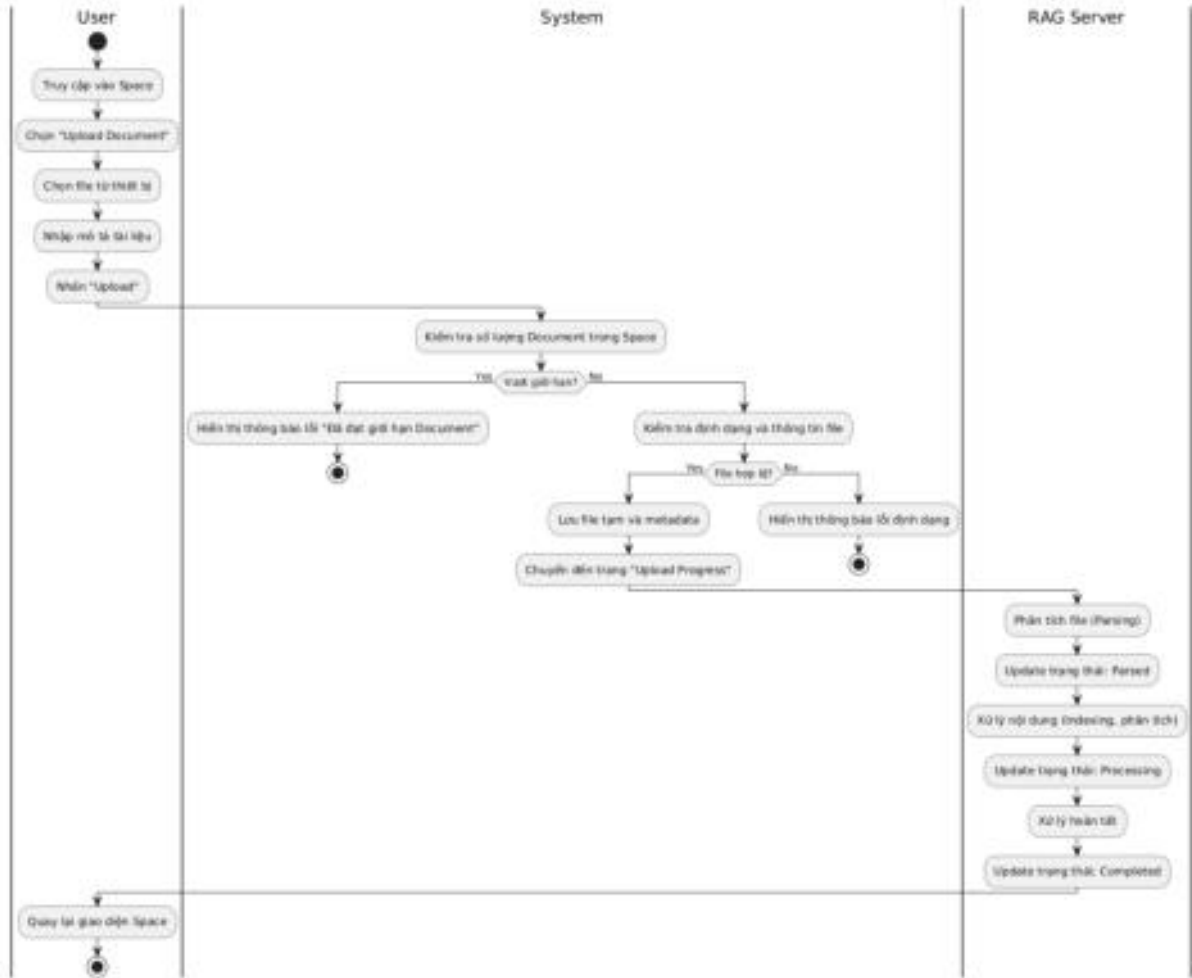 User
System
RAG Server
Truy cập vào Space
Chọn "Upload Document"
Chọn file từ thiết bị
Nhập mô tả tài liệu
Nhấn "Upload"
Kiểm tra số lượng Document trong Space
Yes
Vượt giới hạn?
No
Hiển thị thông báo lỗi "Đã đạt giới hạn Document"
Kiểm tra định dạng và thông tin file
Yes
File hợp lệ?
No
Lưu file tạm và metadata
Hiển thị thông báo lỗi định dạng
Chuyển đến trang "Upload Progress"
Phân tích file (Parsing)
Update trạng thái: Parsed
Xử lý nội dung (Indexing, phân tích)
Update trạng thái: Processing
Xử lý hoàn tất
Update trạng thái: Completed
Quay lại giao diện Space